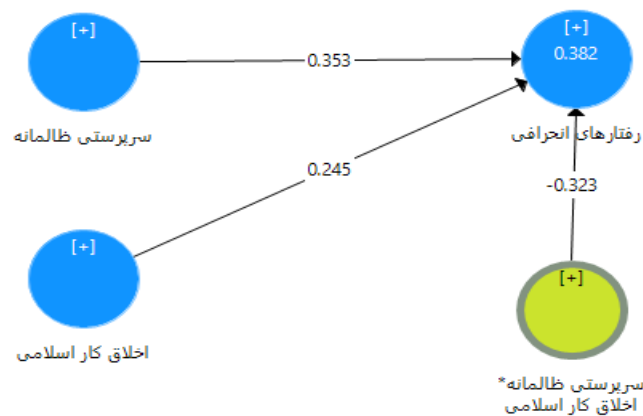 [+]
[+]
0.382
0.353
سرپرستی ظالمانه
رفتارهای انحرافی
0.245
-0.323
[+]
[+]
اخلاق کار اسلامی
سرپرستی ظالمانه*
اخلاق کار اسلامی